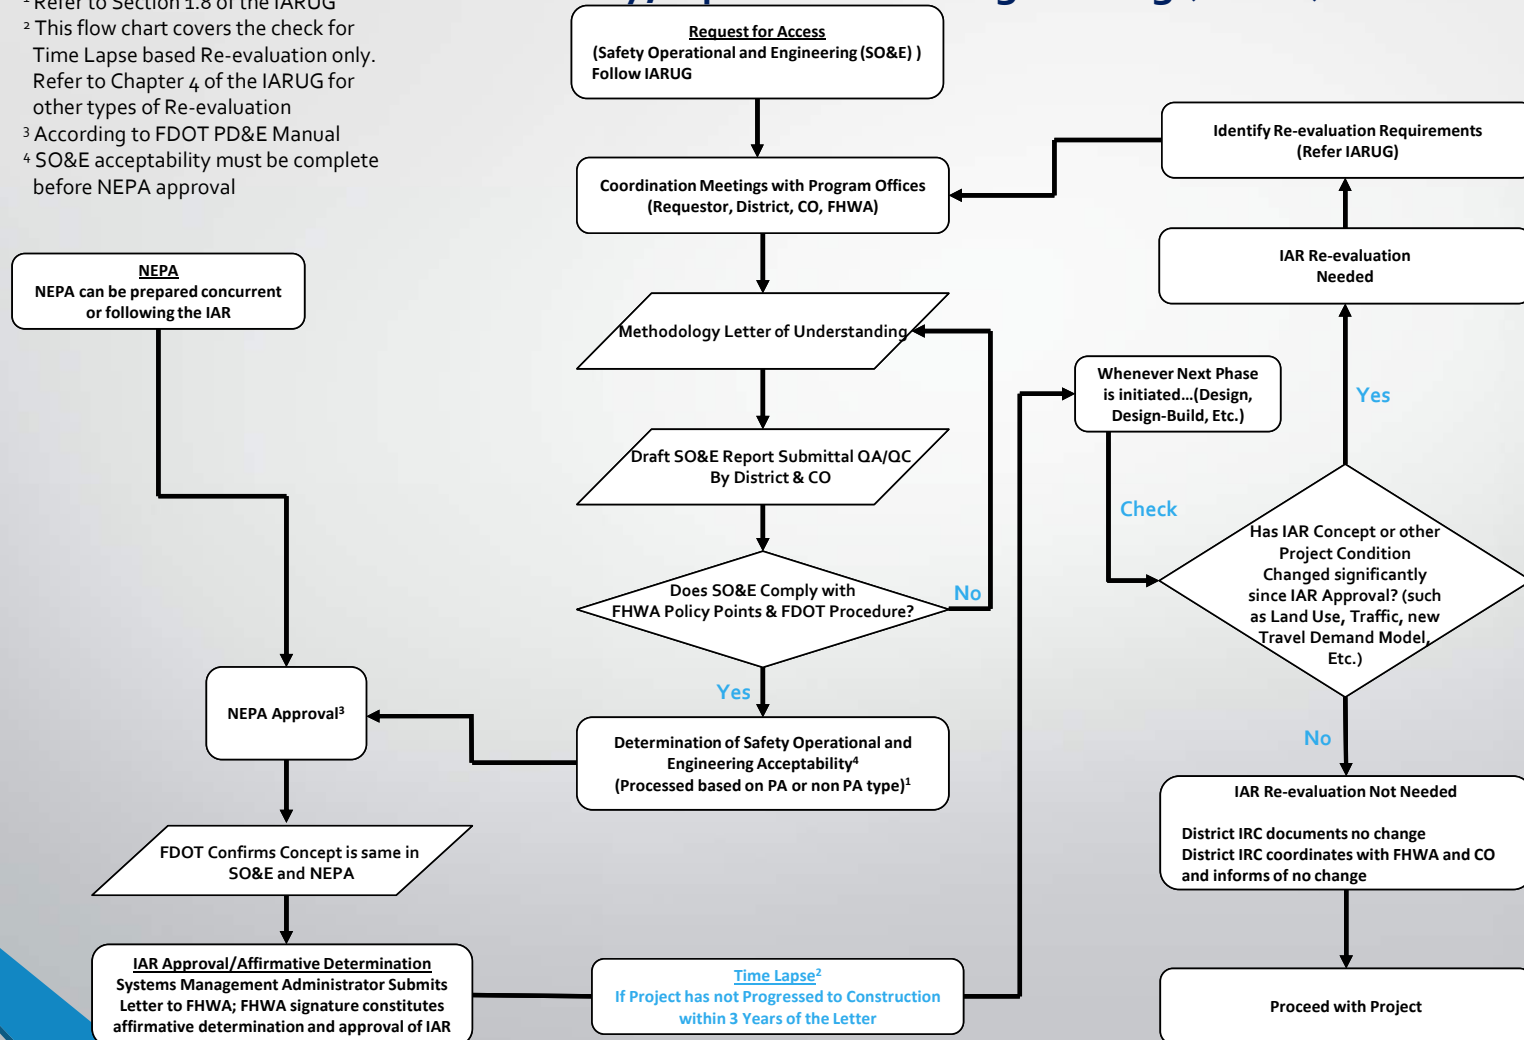 ¹ Refer to Section 1.8 of the IARUG
² This flow chart covers the check for
Time Lapse based Re-evaluation only.
Refer to Chapter 4 of the IARUG for
other types of Re-evaluation
³ According to FDOT PD&E Manual
⁴ SO&E acceptability must be complete
before NEPA approval
Request for Access
(Safety Operational and Engineering (SO&E) )
Follow IARUG
Coordination Meetings with Program Offices
(Requestor, District, CO, FHWA)
Identify Re-evaluation Requirements
(Refer IARUG)
IAR Re-evaluation
Needed
NEPA
NEPA can be prepared concurrent
or following the IAR
Methodology Letter of Understanding
Whenever Next Phase
is initiated…(Design,
Design-Build, Etc.)
Yes
Draft SO&E Report Submittal QA/QC
By District & CO
Check
Has IAR Concept or other
Project Condition
Changed significantly
since IAR Approval? (such
as Land Use, Traffic, new
Travel Demand Model,
Etc.)
Does SO&E Comply with
FHWA Policy Points & FDOT Procedure?
No
Yes
NEPA Approval³
Determination of Safety Operational and
Engineering Acceptability⁴
(Processed based on PA or non PA type)¹
No
IAR Re-evaluation Not Needed
District IRC documents no change
District IRC coordinates with FHWA and CO
and informs of no change
FDOT Confirms Concept is same in
SO&E and NEPA
IAR Approval/Affirmative Determination
Systems Management Administrator Submits
Letter to FHWA; FHWA signature constitutes
affirmative determination and approval of IAR
Time Lapse²
If Project has not Progressed to Construction
within 3 Years of the Letter
Proceed with Project